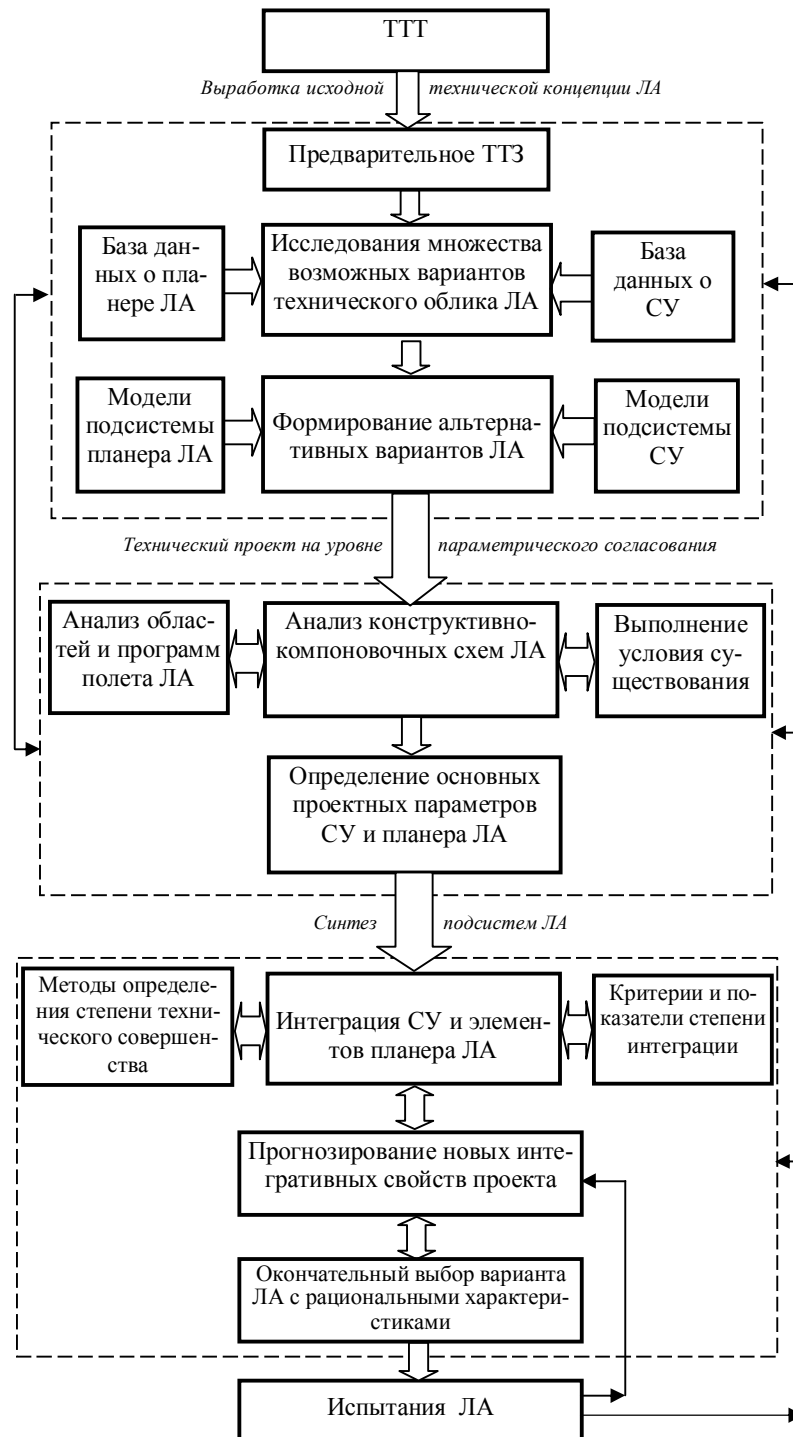 ТТТ
Выработка исходной технической концепции ЛА
Предварительное ТТЗ
База дан-
ных о пла-
нере ЛА
Исследования множества
возможных вариантов
технического облика ЛА
База
данных о
СУ
Модели
подсистемы
планера ЛА
Формирование альтерна-
тивных вариантов ЛА
Модели
подсистемы
СУ
Технический проект на уровне параметрического согласования
Анализ облас-
тей и программ
полета ЛА
Анализ конструктивно-
компоновочных схем ЛА
Выполнение
условия су-
ществования
Определение основных
проектных параметров
СУ и планера ЛА
Синтез подсистем ЛА
Методы определе-
ния степени техни-
ческого совершен-
ства
Интеграция СУ и элемен-
тов планера ЛА
Критерии и по-
казатели степени
интеграции
Прогнозирование новых инте-
гративных свойств проекта
Окончательный выбор варианта
ЛА с рациональными характери-
стиками
Испытания ЛА